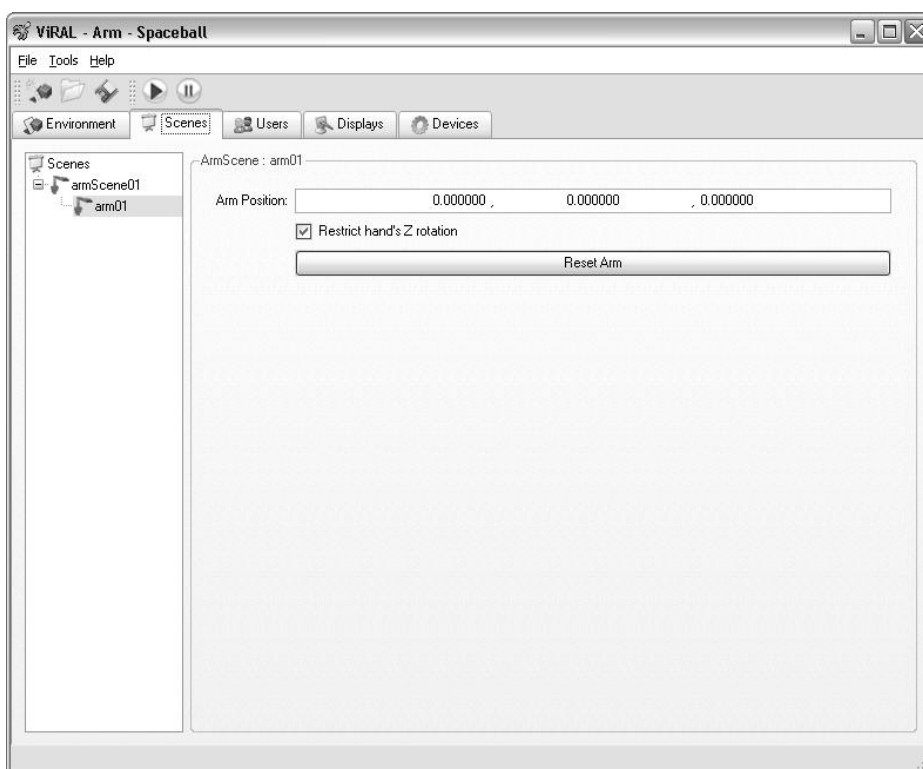 ViRAL - Arm - Spaceball
File Tools Help
Environment Scenes Users Displays Devices
Scenes
armScene01
arm01
ArmScene : arm01
Arm Position: 0.000000 , 0.000000 , 0.000000
Restrict hand's Z rotation
Reset Arm